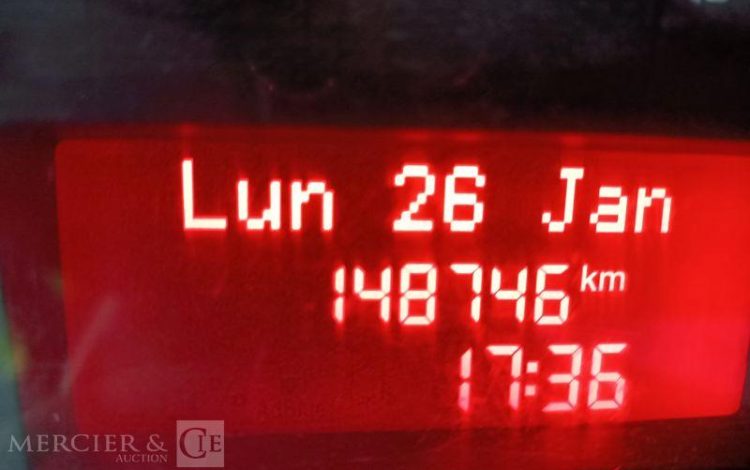 Lun 26 Jan
148746 km
17:36
MERCIER & CIE
AUCTION